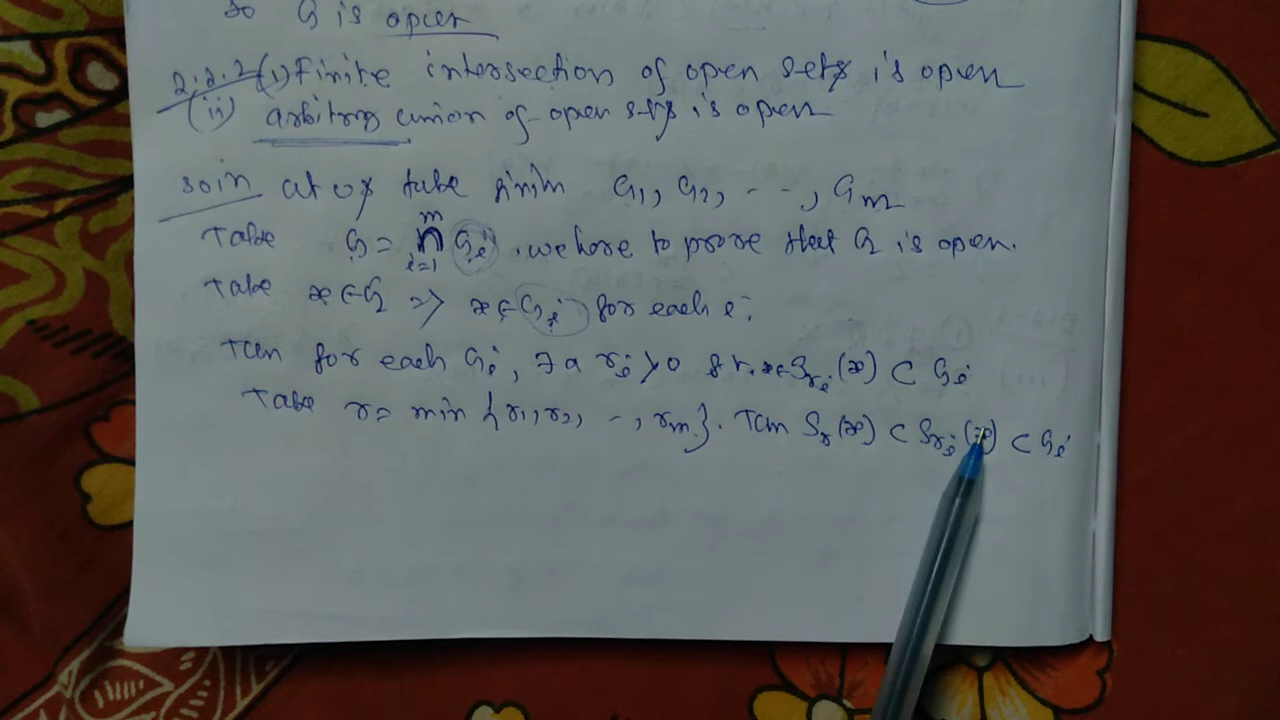 So G is open
2.2.2 (i) Finite intersection of open sets is open
(ii) arbitrary union of open sets is open
Soln Let us take finite G₁, G₂, - -, Gₘ
Take G = ∩ᵢ₌₁ᵐ Gᵢ. we have to prove that G is open.
Take x ∈ G => x ∈ Gᵢ for each i.
Then for each Gᵢ, ∃ a rᵢ > 0 s.t. x ∈ Sᵣᵢ(x) ⊂ Gᵢ
Take r = min {r₁, r₂, - -, rₘ}. Then Sᵣ(x) ⊂ Sᵣᵢ(x) ⊂ Gᵢ